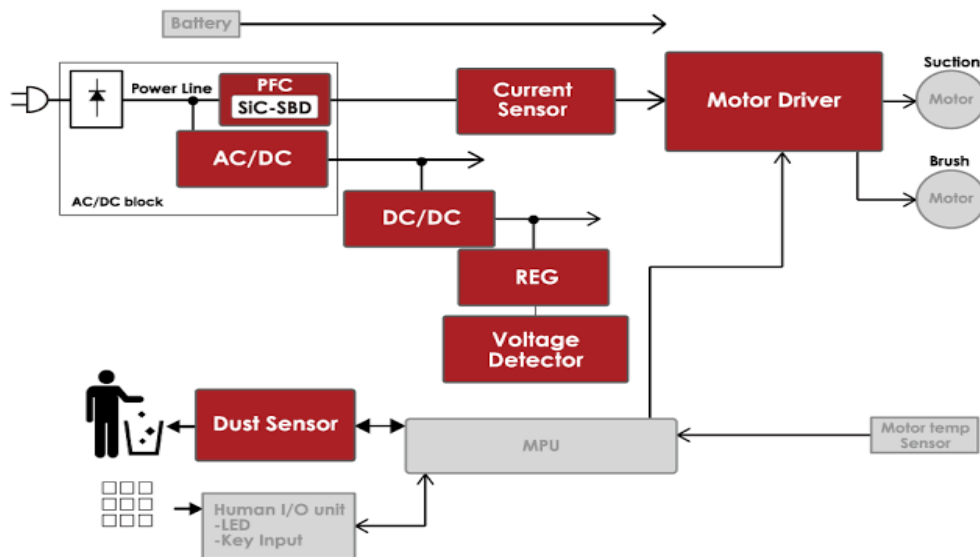 Battery
Suction
Power Line
PFC
SiC-SBD
Current
Sensor
Motor Driver
Motor
AC/DC
Brush
AC/DC block
DC/DC
Motor
REG
Voltage
Detector
Dust Sensor
MPU
Motor temp
Sensor
Human I/O unit
-LED
-Key Input